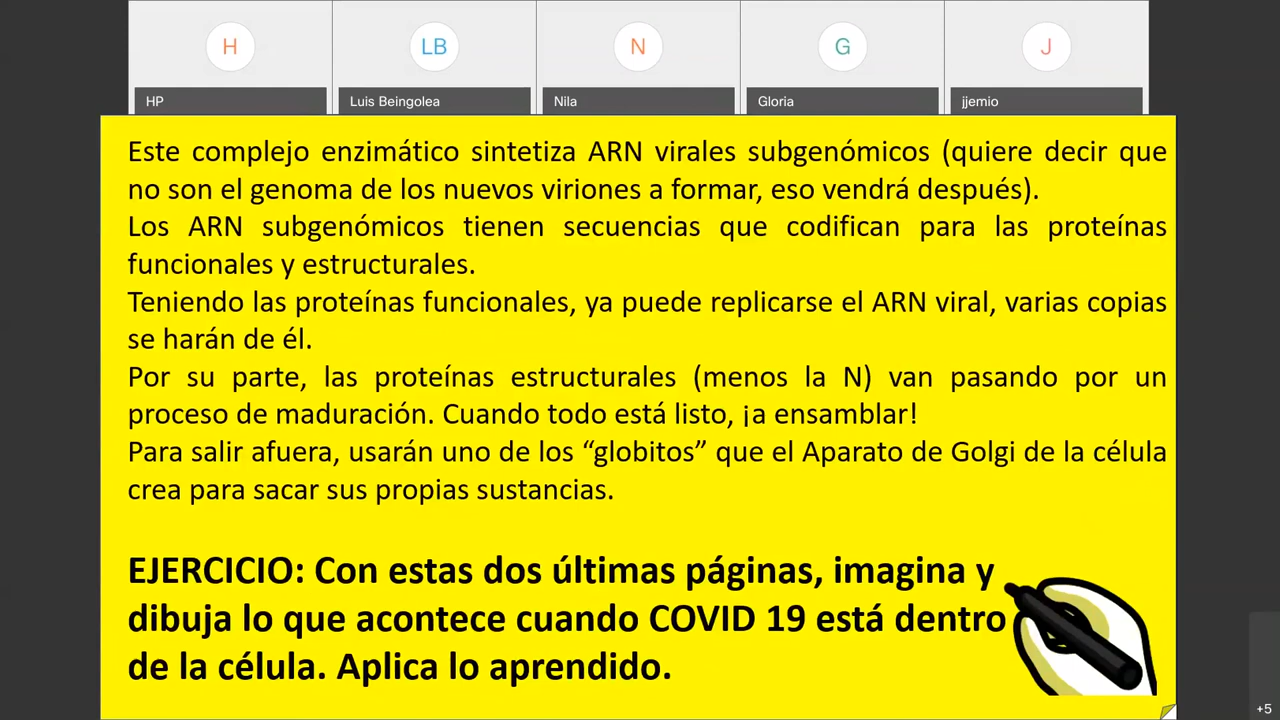 H LB N G J
HP Luis Beingolea Nila Gloria jjemio
Este complejo enzimático sintetiza ARN virales subgenómicos (quiere decir que
no son el genoma de los nuevos viriones a formar, eso vendrá después).
Los ARN subgenómicos tienen secuencias que codifican para las proteínas
funcionales y estructurales.
Teniendo las proteínas funcionales, ya puede replicarse el ARN viral, varias copias
se harán de él.
Por su parte, las proteínas estructurales (menos la N) van pasando por un
proceso de maduración. Cuando todo está listo, ¡a ensamblar!
Para salir afuera, usarán uno de los “globitos” que el Aparato de Golgi de la célula
crea para sacar sus propias sustancias.
EJERCICIO: Con estas dos últimas páginas, imagina y
dibuja lo que acontece cuando COVID 19 está dentro
de la célula. Aplica lo aprendido.
+5